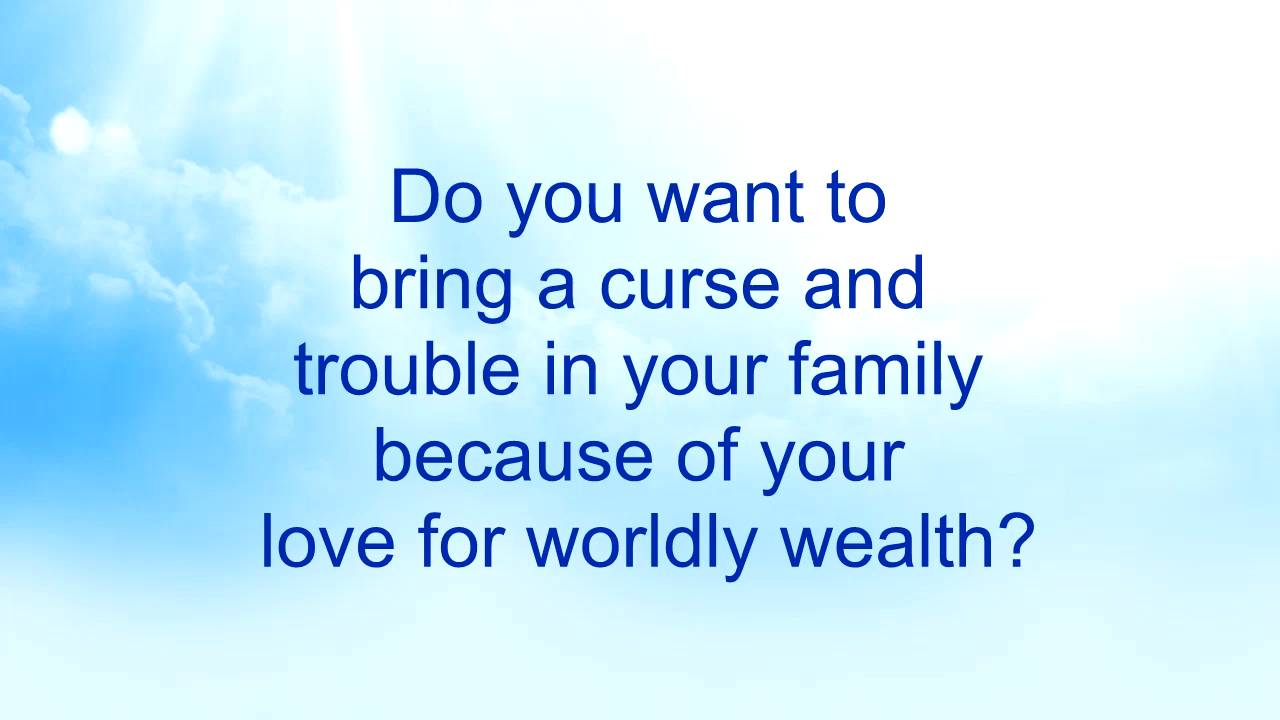 Do you want to
bring a curse and
trouble in your family
because of your
love for worldly wealth?